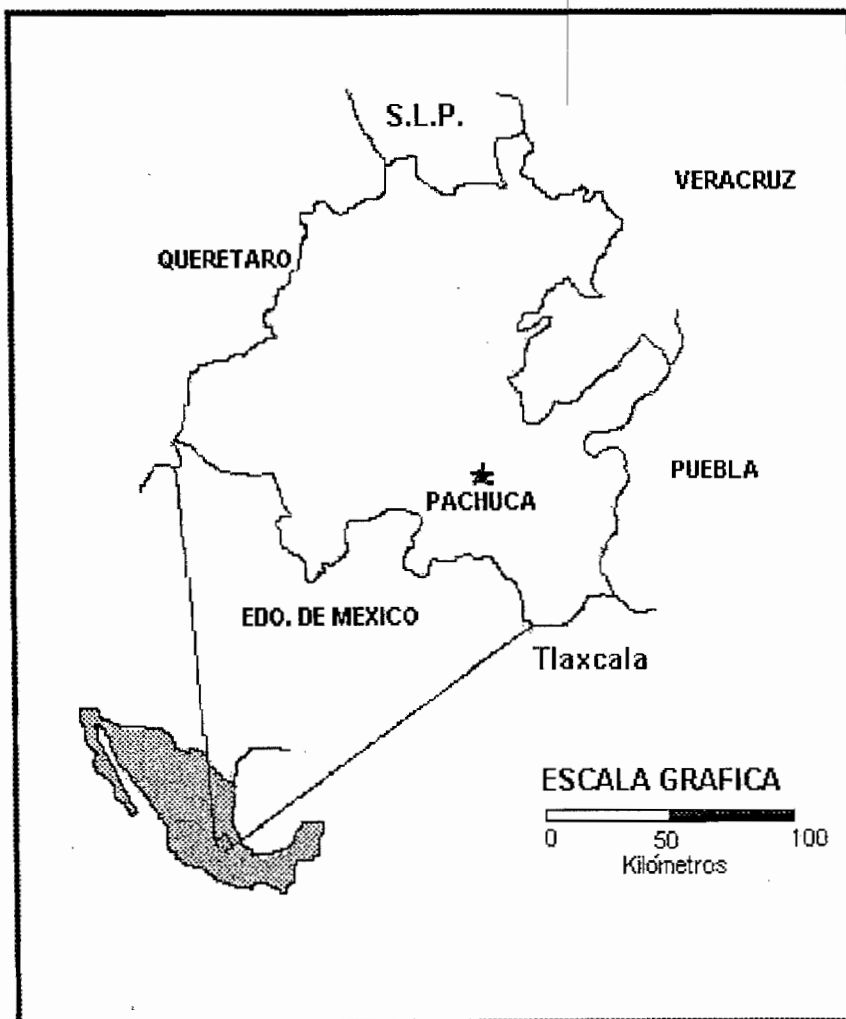 S.L.P.
VERACRUZ
QUERETARO
PUEBLA
PACHUCA
EDO. DE MEXICO
Tlaxcala
ESCALA GRAFICA
0 50 100
Kilómetros